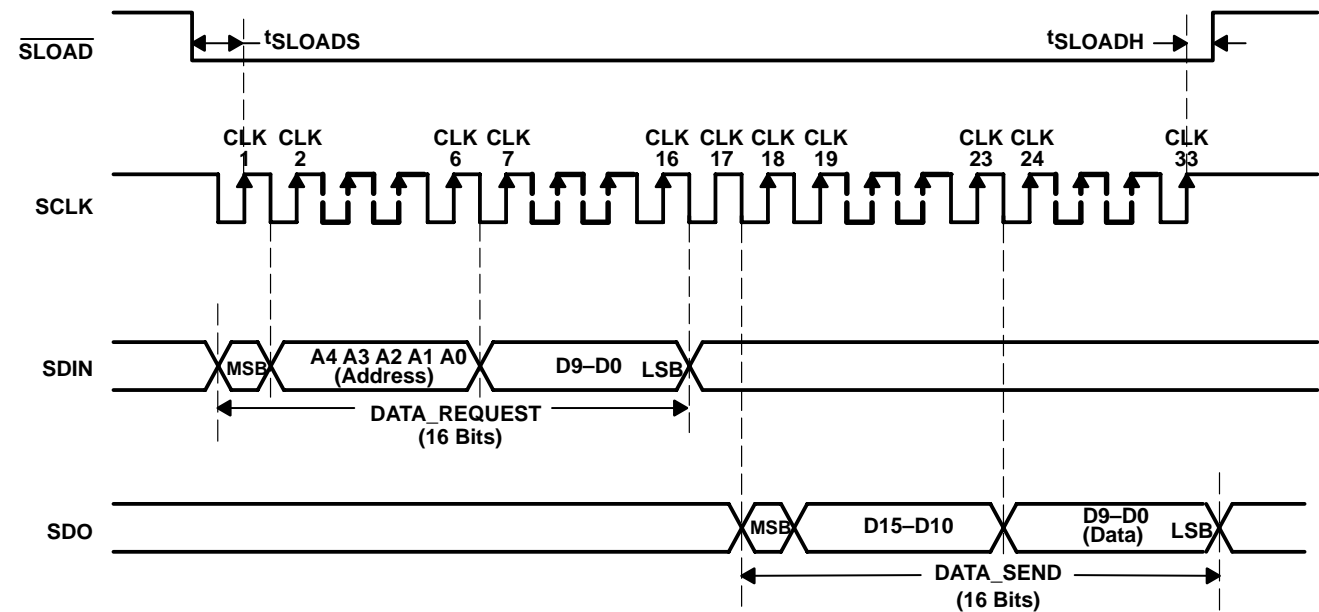 SLOAD
tSLOADS
tSLOADH
CLK 1
CLK 2
CLK 6
CLK 7
CLK 16
CLK 17
CLK 18
CLK 19
CLK 23
CLK 24
CLK 33
SCLK
SDIN
MSB
A4 A3 A2 A1 A0
(Address)
D9–D0
LSB
DATA_REQUEST
(16 Bits)
SDO
MSB
D15–D10
D9–D0
(Data)
LSB
DATA_SEND
(16 Bits)